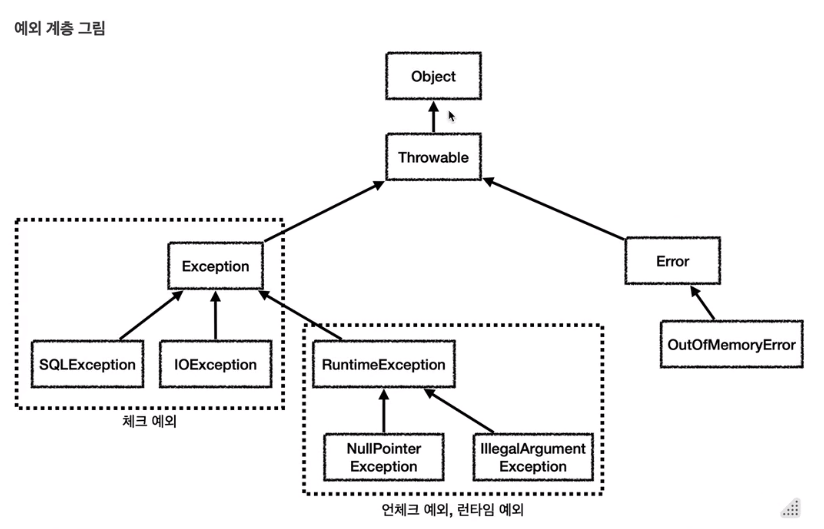 예외 계층 그림
Object
Throwable
Exception
Error
SQLException
IOException
RuntimeException
OutOfMemoryError
체크 예외
NullPointer
Exception
IllegalArgument
Exception
언체크 예외, 런타임 예외